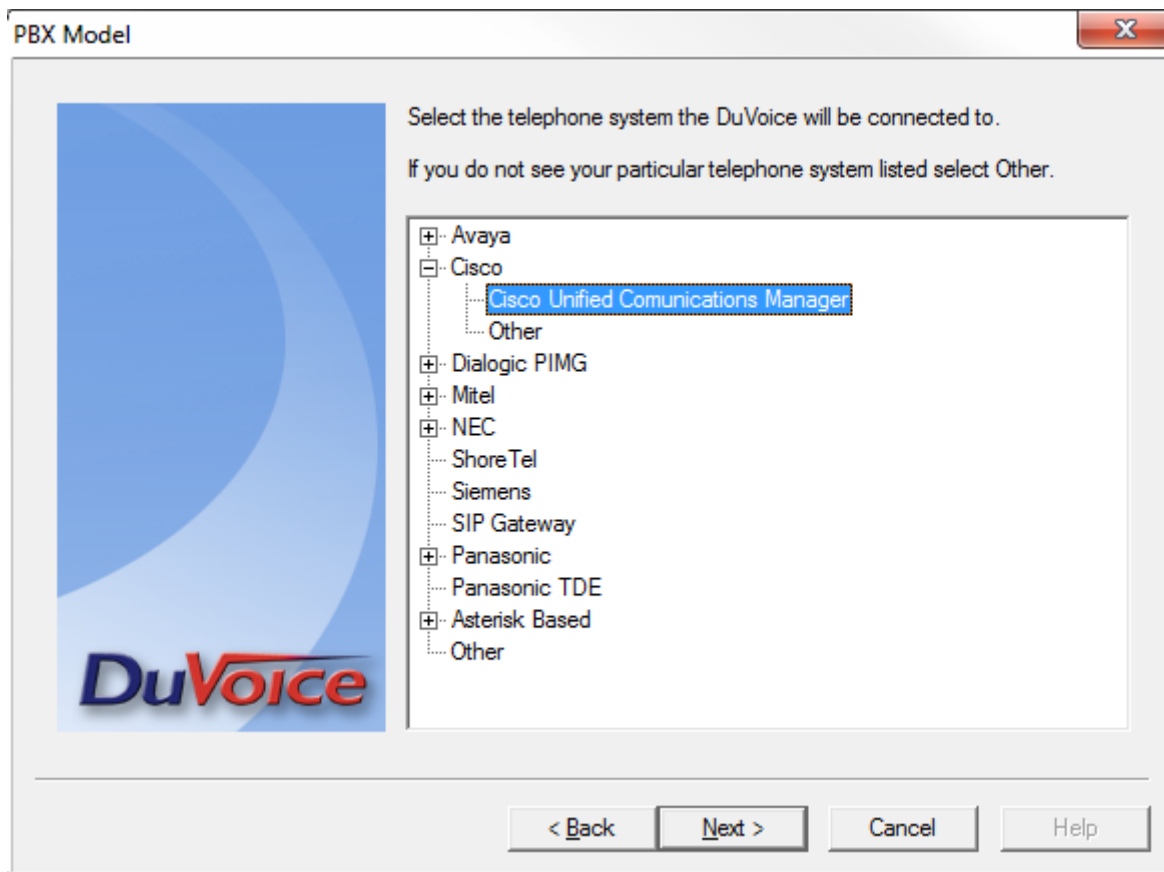 PBX Model
Select the telephone system the DuVoice will be connected to.
If you do not see your particular telephone system listed select Other.
Avaya
Cisco
Cisco Unified Comunications Manager
Other
Dialogic PIMG
Mitel
NEC
ShoreTel
Siemens
SIP Gateway
Panasonic
Panasonic TDE
Asterisk Based
Other
DuVoice
< Back Next > Cancel Help